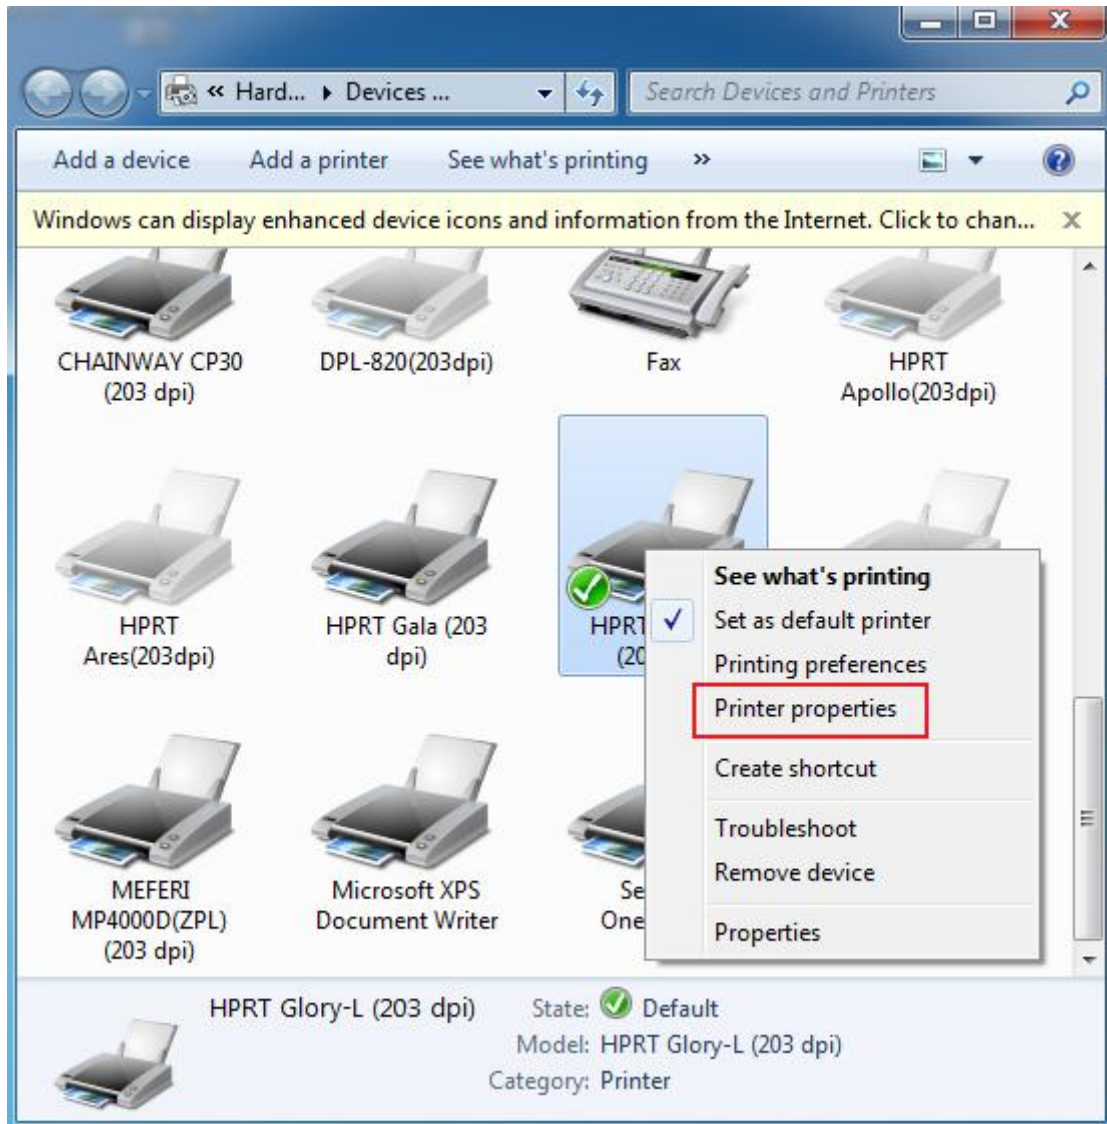 « Hard... ▸ Devices ...
Search Devices and Printers
Add a device Add a printer See what's printing »
Windows can display enhanced device icons and information from the Internet. Click to chan...
CHAINWAY CP30
(203 dpi)
DPL-820(203dpi)
Fax
HPRT
Apollo(203dpi)
HPRT
Ares(203dpi)
HPRT Gala (203
dpi)
HPRT
(20
See what's printing
Set as default printer
Printing preferences
Printer properties
Create shortcut
Troubleshoot
Remove device
Properties
MEFERI
MP4000D(ZPL)
(203 dpi)
Microsoft XPS
Document Writer
Se
One
HPRT Glory-L (203 dpi)
State: Default
Model: HPRT Glory-L (203 dpi)
Category: Printer